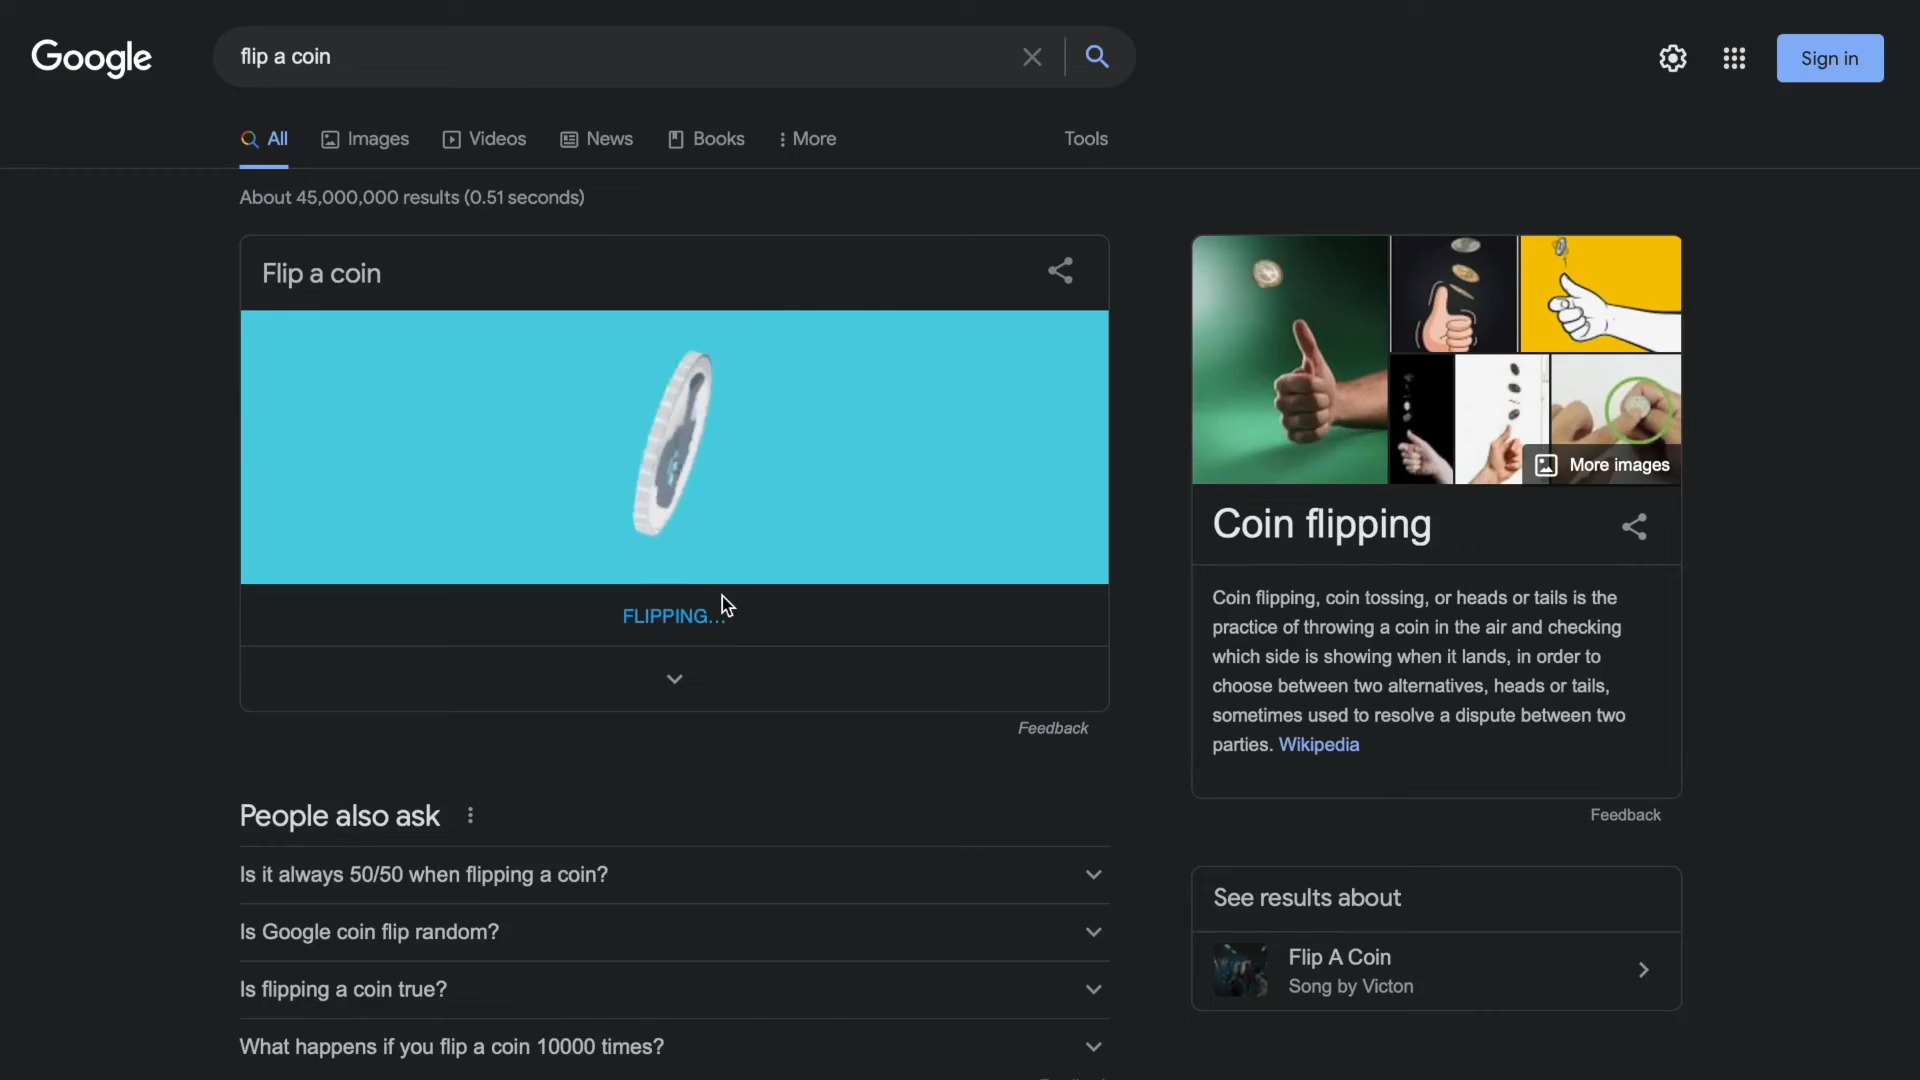 Google
flip a coin
Sign in
All
Images
Videos
News
Books
More
Tools
About 45,000,000 results (0.51 seconds)
Flip a coin
FLIPPING...
Feedback
More images
Coin flipping
Coin flipping, coin tossing, or heads or tails is the
practice of throwing a coin in the air and checking
which side is showing when it lands, in order to
choose between two alternatives, heads or tails,
sometimes used to resolve a dispute between two
parties. Wikipedia
Feedback
People also ask
Is it always 50/50 when flipping a coin?
Is Google coin flip random?
Is flipping a coin true?
What happens if you flip a coin 10000 times?
See results about
Flip A Coin
Song by Victon